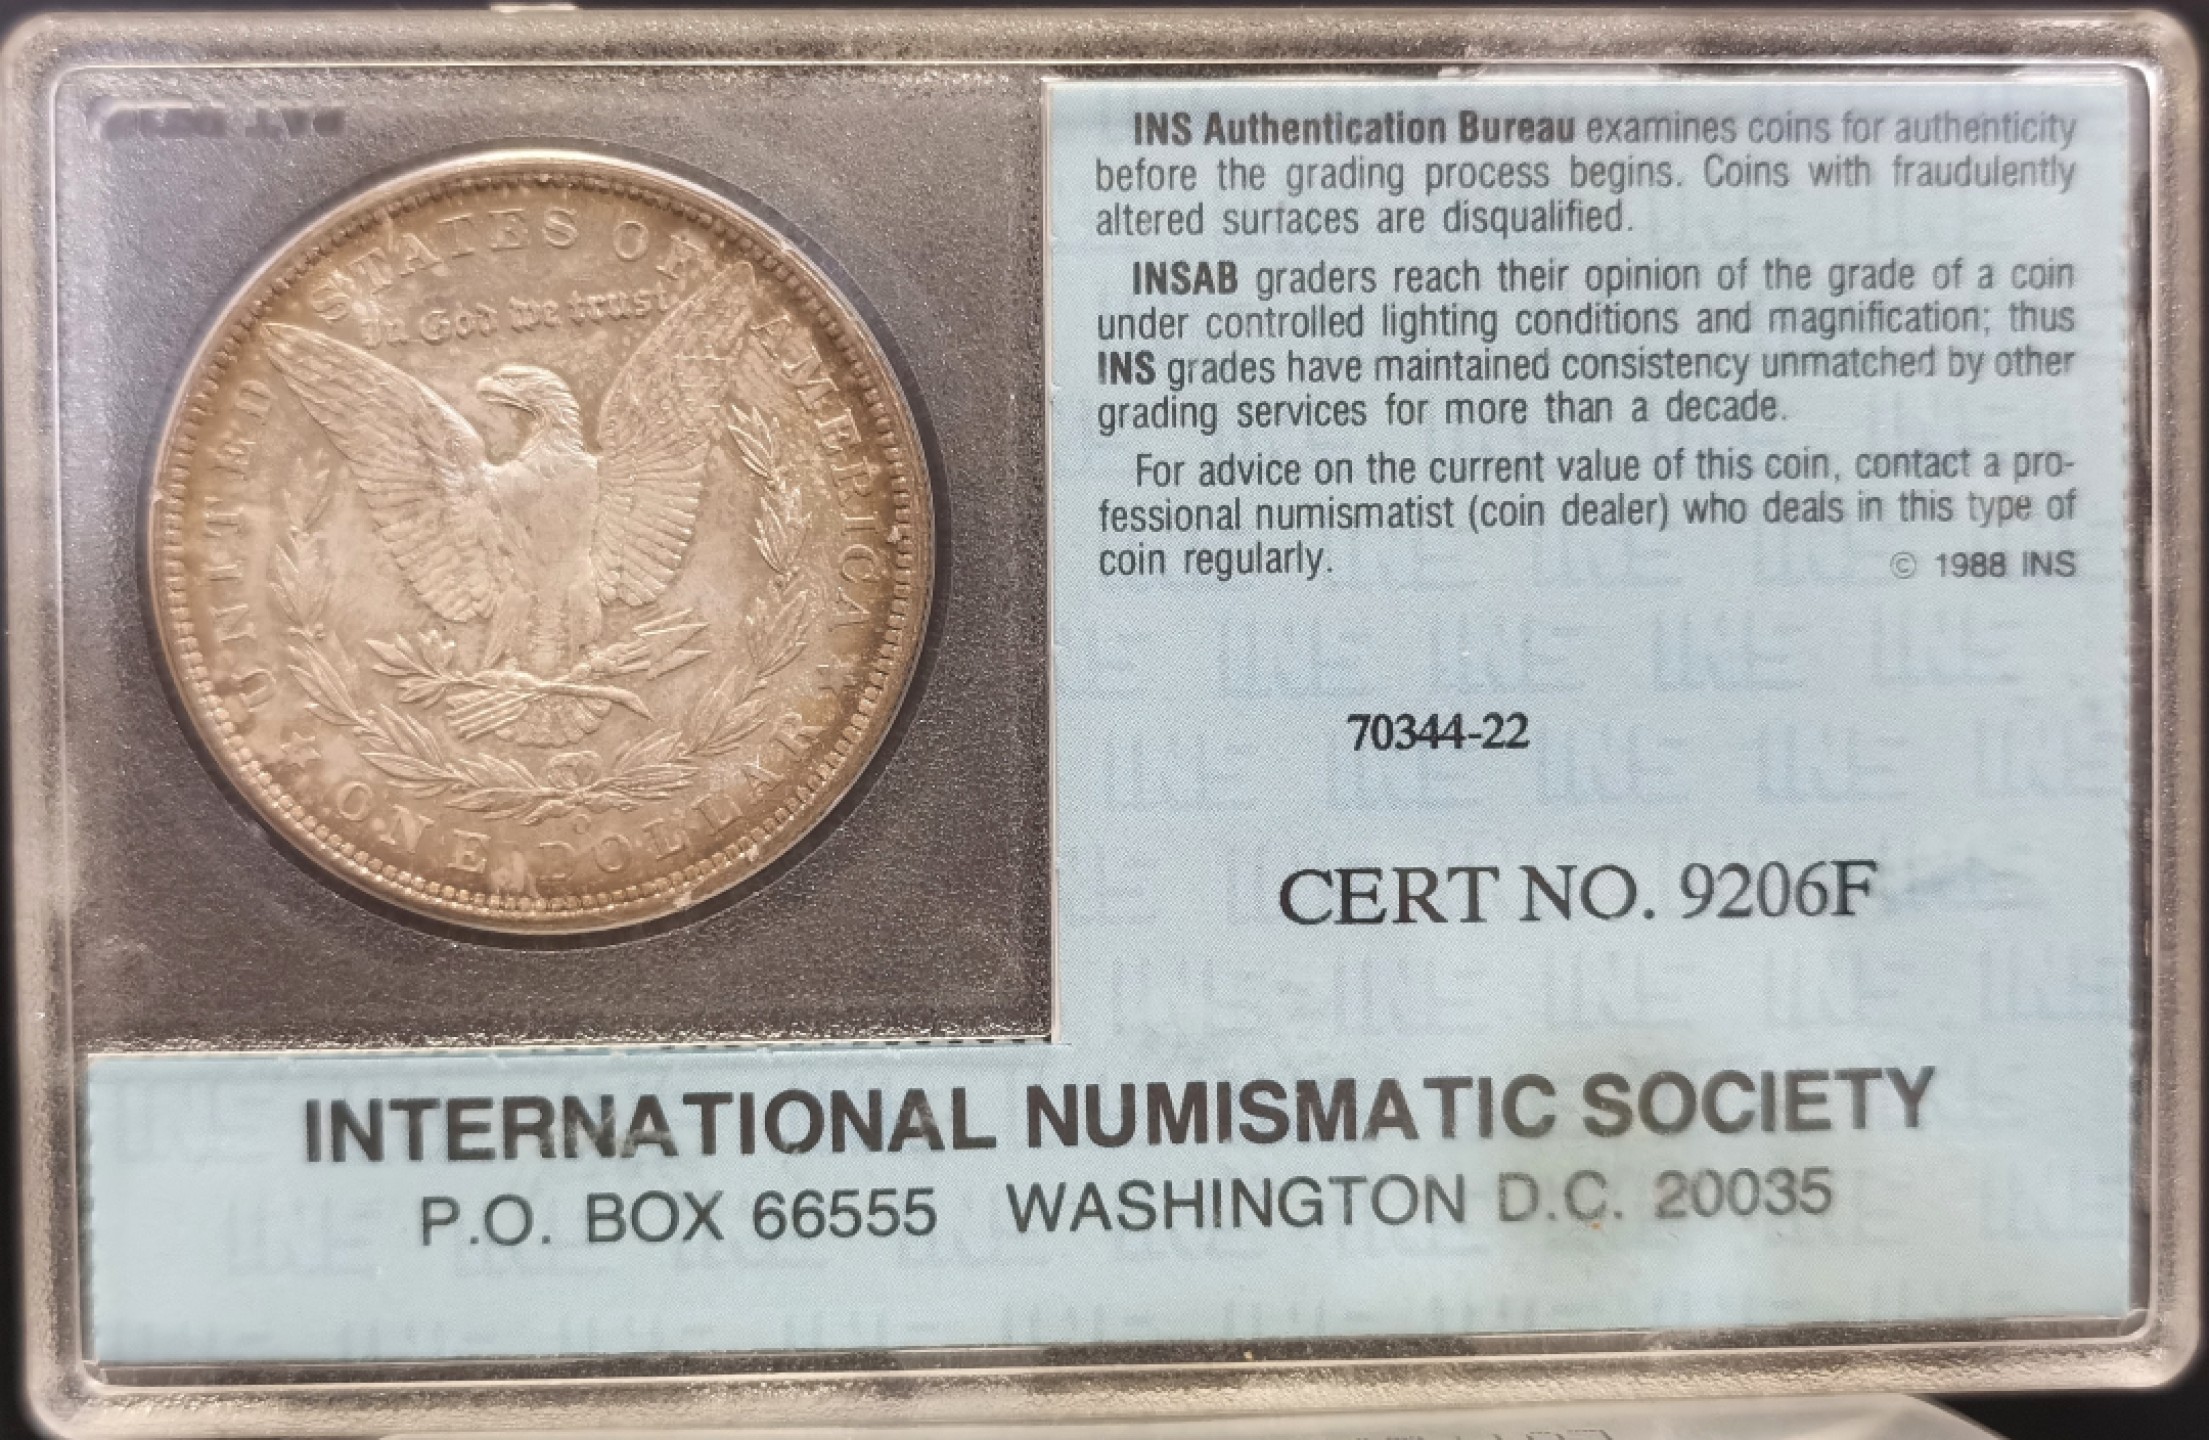 PAT PEND
UNITED STATES OF AMERICA
In God we trust
O
ONE DOLLAR
INS Authentication Bureau examines coins for authenticity
before the grading process begins. Coins with fraudulently
altered surfaces are disqualified.
INSAB graders reach their opinion of the grade of a coin
under controlled lighting conditions and magnification; thus
INS grades have maintained consistency unmatched by other
grading services for more than a decade.
For advice on the current value of this coin, contact a pro-
fessional numismatist (coin dealer) who deals in this type of
coin regularly. © 1988 INS
70344-22
CERT NO. 9206F
INTERNATIONAL NUMISMATIC SOCIETY
P.O. BOX 66555 WASHINGTON D.C. 20035